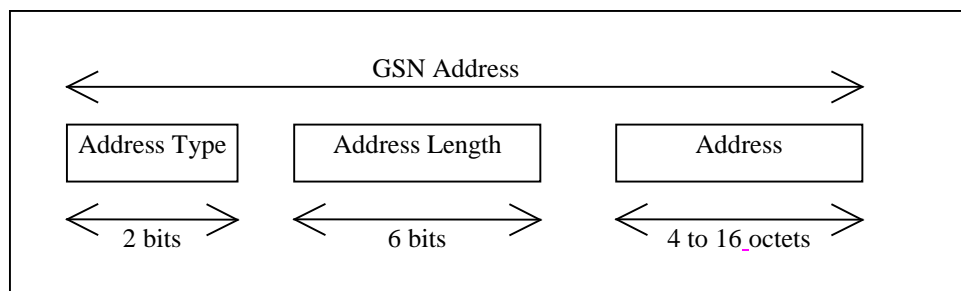 GSN Address
Address Type Address Length Address
2 bits 6 bits 4 to 16 octets